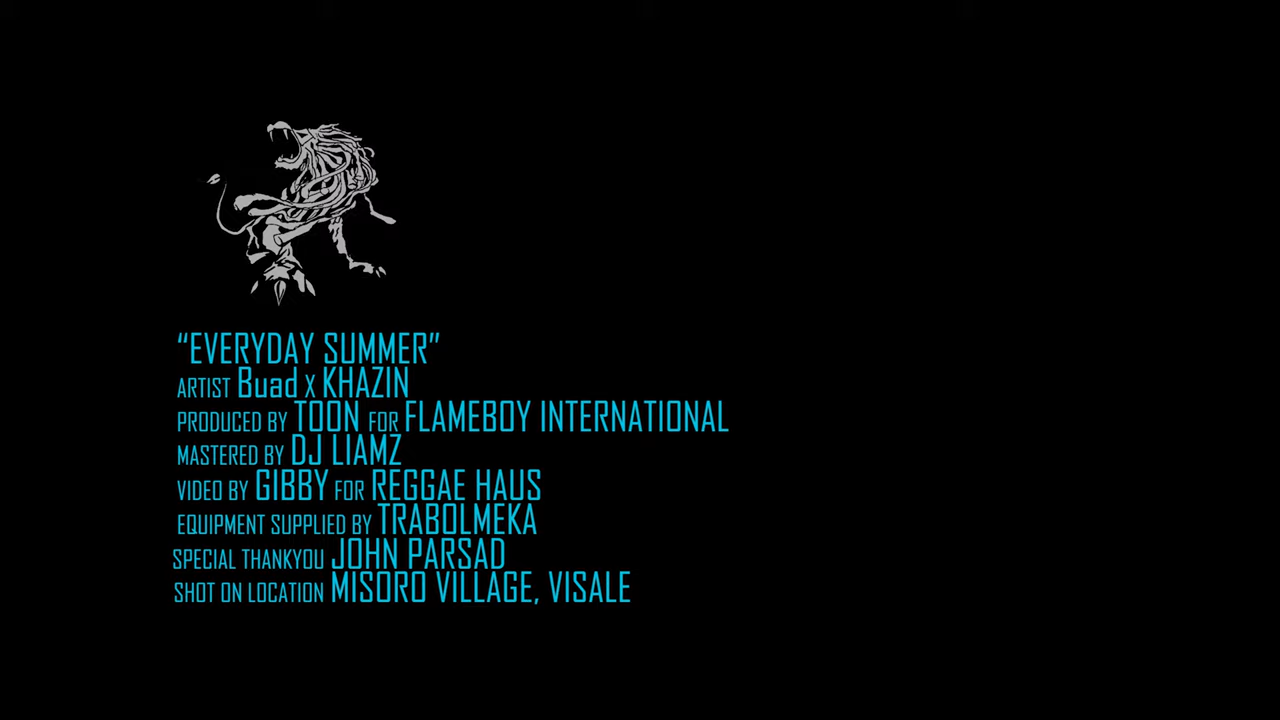 “EVERYDAY SUMMER”
ARTIST Buad X KHAZIN
PRODUCED BY TOON FOR FLAMEBOY INTERNATIONAL
MASTERED BY DJ LIAMZ
VIDEO BY GIBBY FOR REGGAE HAUS
EQUIPMENT SUPPLIED BY TRABOLMEKA
SPECIAL THANKYOU JOHN PARSAD
SHOT ON LOCATION MISORO VILLAGE, VISALE